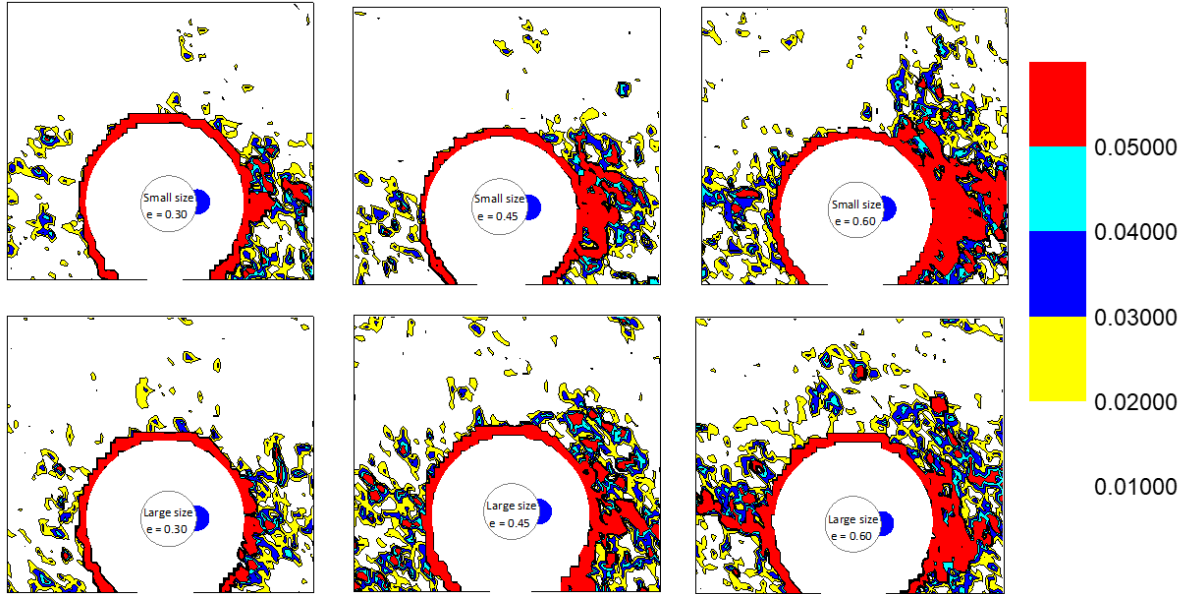 Small size
e = 0.30
Small size
e = 0.45
Small size
e = 0.60
0.05000
0.04000
0.03000
0.02000
0.01000
Large size
e = 0.30
Large size
e = 0.45
Large size
e = 0.60